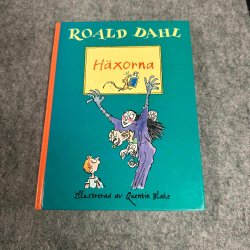 ROALD DAHL
Häxorna
Illustrerad av Quentin Blake